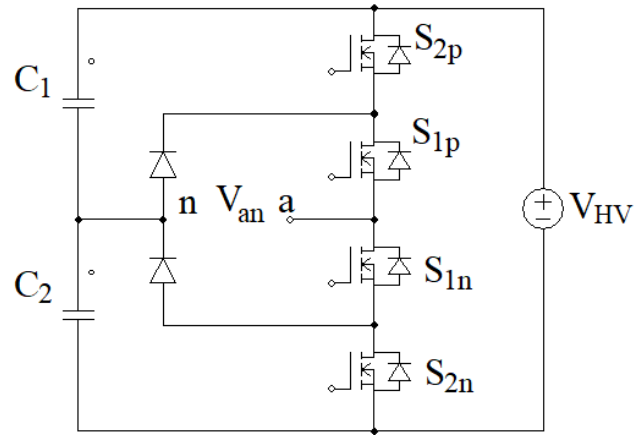 S2p
C1
S1p
n Van a
VHV
S1n
C2
S2n